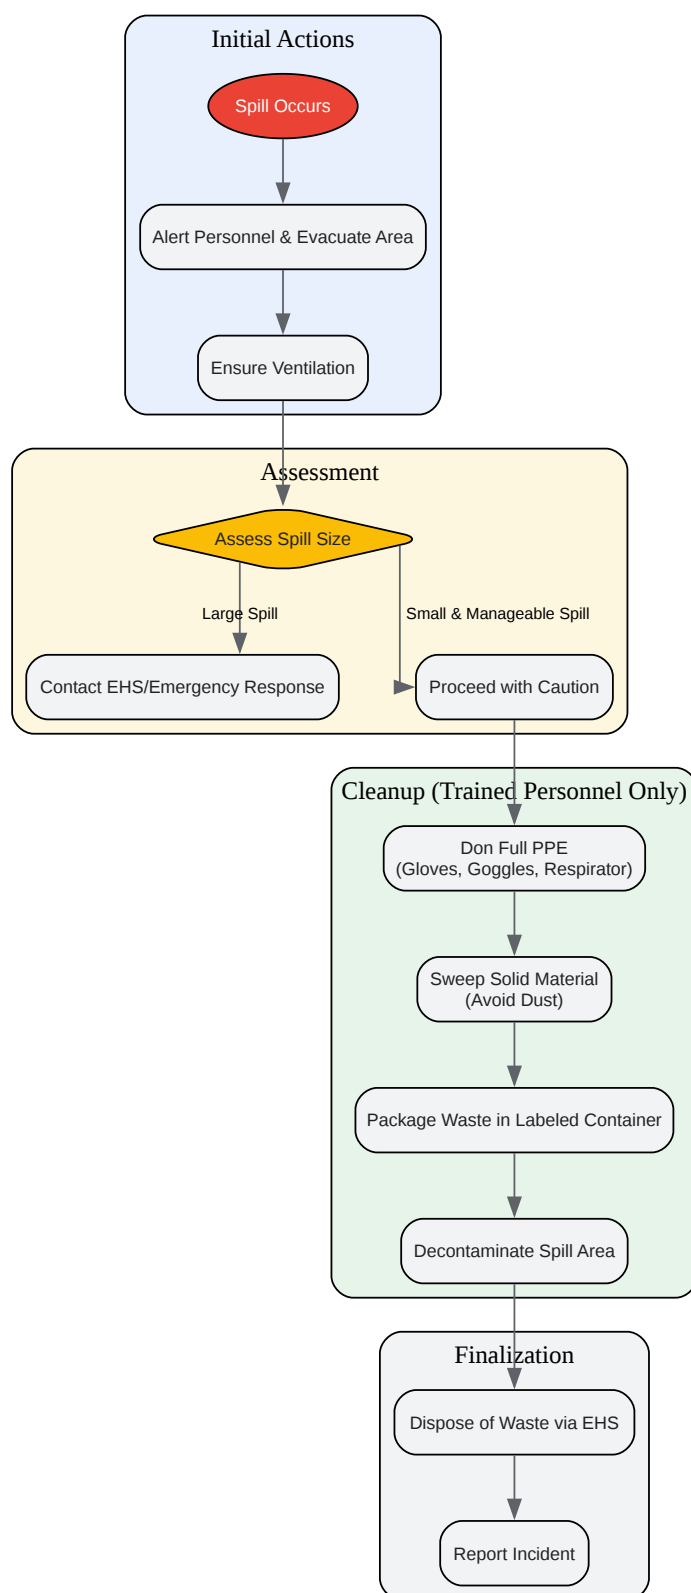 Initial Actions
Spill Occurs
Alert Personnel & Evacuate Area
Ensure Ventilation
Assessment
Assess Spill Size
Large Spill
Small & Manageable Spill
Contact EHS/Emergency Response
Proceed with Caution
Cleanup (Trained Personnel Only)
Don Full PPE
(Gloves, Goggles, Respirator)
Sweep Solid Material
(Avoid Dust)
Package Waste in Labeled Container
Decontaminate Spill Area
Finalization
Dispose of Waste via EHS
Report Incident